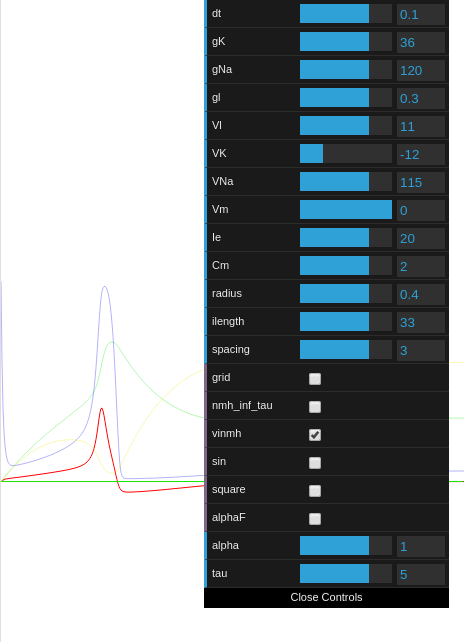 dt 0.1
gK 36
gNa 120
gl 0.3
Vl 11
VK -12
VNa 115
Vm 0
Ie 20
Cm 2
radius 0.4
ilength 33
spacing 3
grid
nmh_inf_tau
vinmh
sin
square
alphaF
alpha 1
tau 5
Close Controls